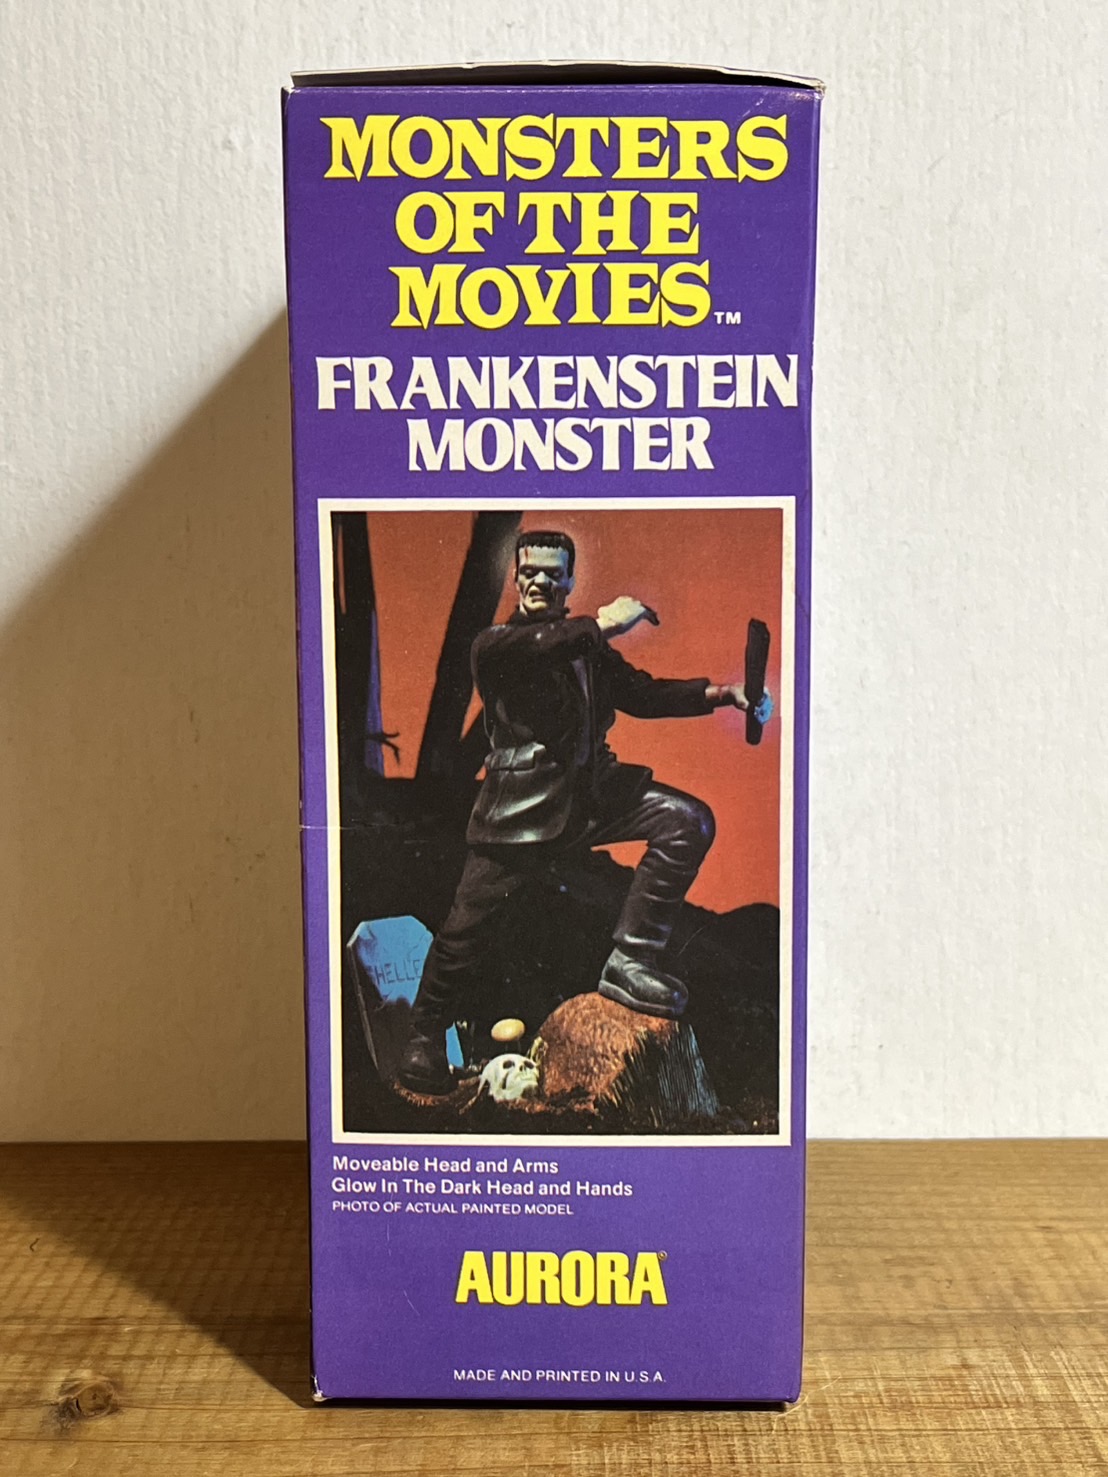 MONSTERS
OF THE
MOVIES™
FRANKENSTEIN
MONSTER
HELLE
Moveable Head and Arms
Glow In The Dark Head and Hands
PHOTO OF ACTUAL PAINTED MODEL
AURORA®
MADE AND PRINTED IN U.S.A.